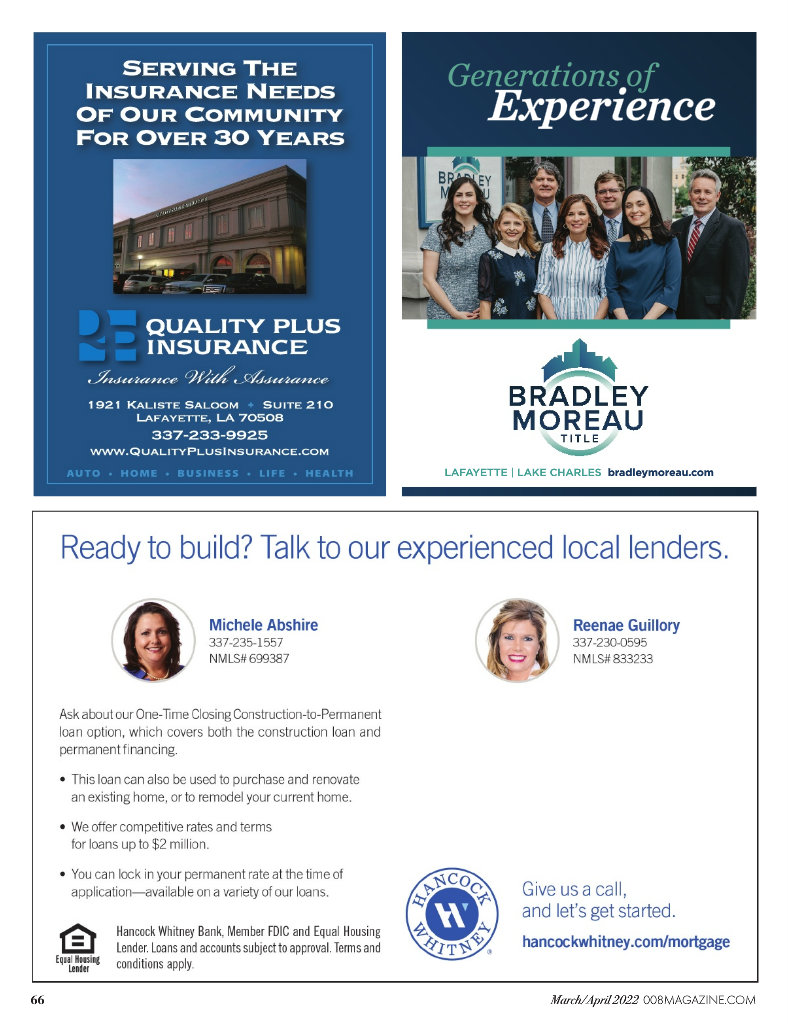 SERVING THE
INSURANCE NEEDS
OF OUR COMMUNITY
FOR OVER 30 YEARS
QUALITY PLUS
INSURANCE
Insurance With Assurance
1921 KALISTE SALOOM • SUITE 210
LAFAYETTE, LA 70508
337-233-9925
WWW.QUALITYPLUSINSURANCE.COM
AUTO • HOME • BUSINESS • LIFE • HEALTH
Generations of
Experience
BRADLEY
MOREAU
BRADLEY
MOREAU
TITLE
LAFAYETTE | LAKE CHARLES bradleymoreau.com
Ready to build? Talk to our experienced local lenders.
Michele Abshire
337-235-1557
NMLS# 699387
Reenae Guillory
337-230-0595
NMLS# 833233
Ask about our One-Time Closing Construction-to-Permanent
loan option, which covers both the construction loan and
permanent financing.
• This loan can also be used to purchase and renovate
an existing home, or to remodel your current home.
• We offer competitive rates and terms
for loans up to $2 million.
• You can lock in your permanent rate at the time of
application—available on a variety of our loans.
Equal Housing
Lender
Hancock Whitney Bank, Member FDIC and Equal Housing
Lender. Loans and accounts subject to approval. Terms and
conditions apply.
HANCOCK
WHITNEY
®
Give us a call,
and let's get started.
hancockwhitney.com/mortgage
66
March/April 2022 008MAGAZINE.COM